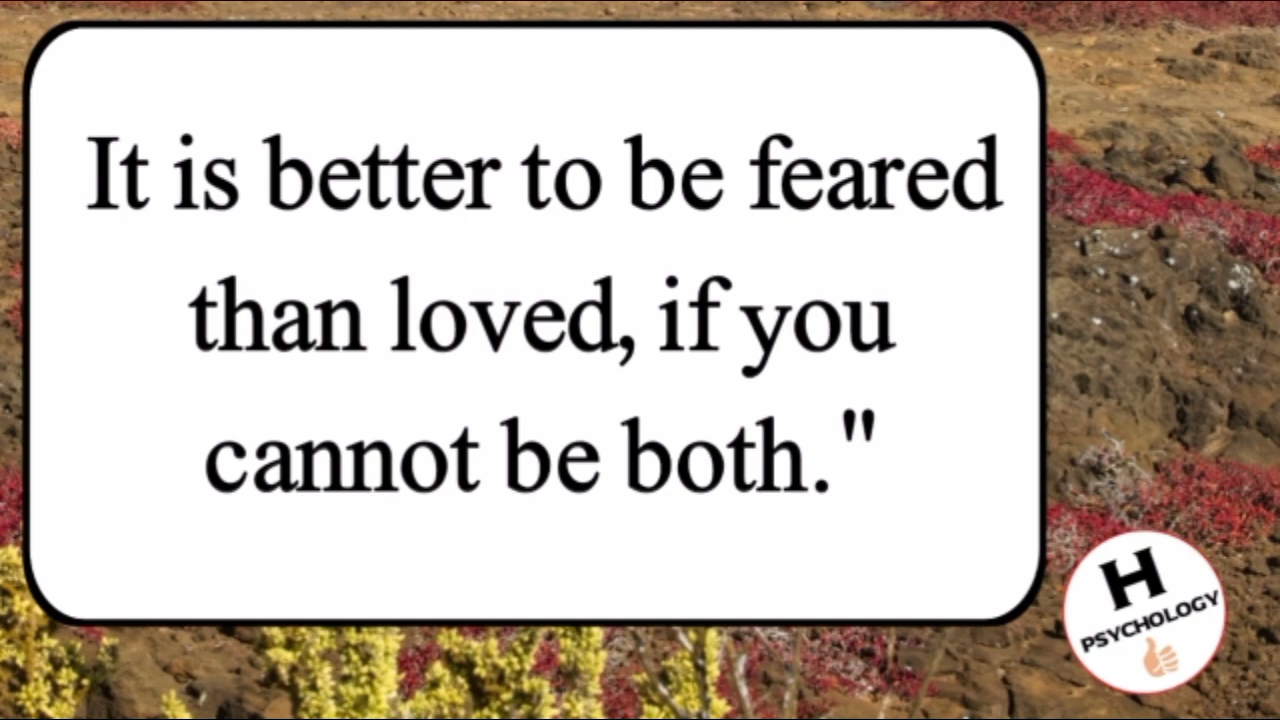 It is better to be feared
than loved, if you
cannot be both."
H
PSYCHOLOGY